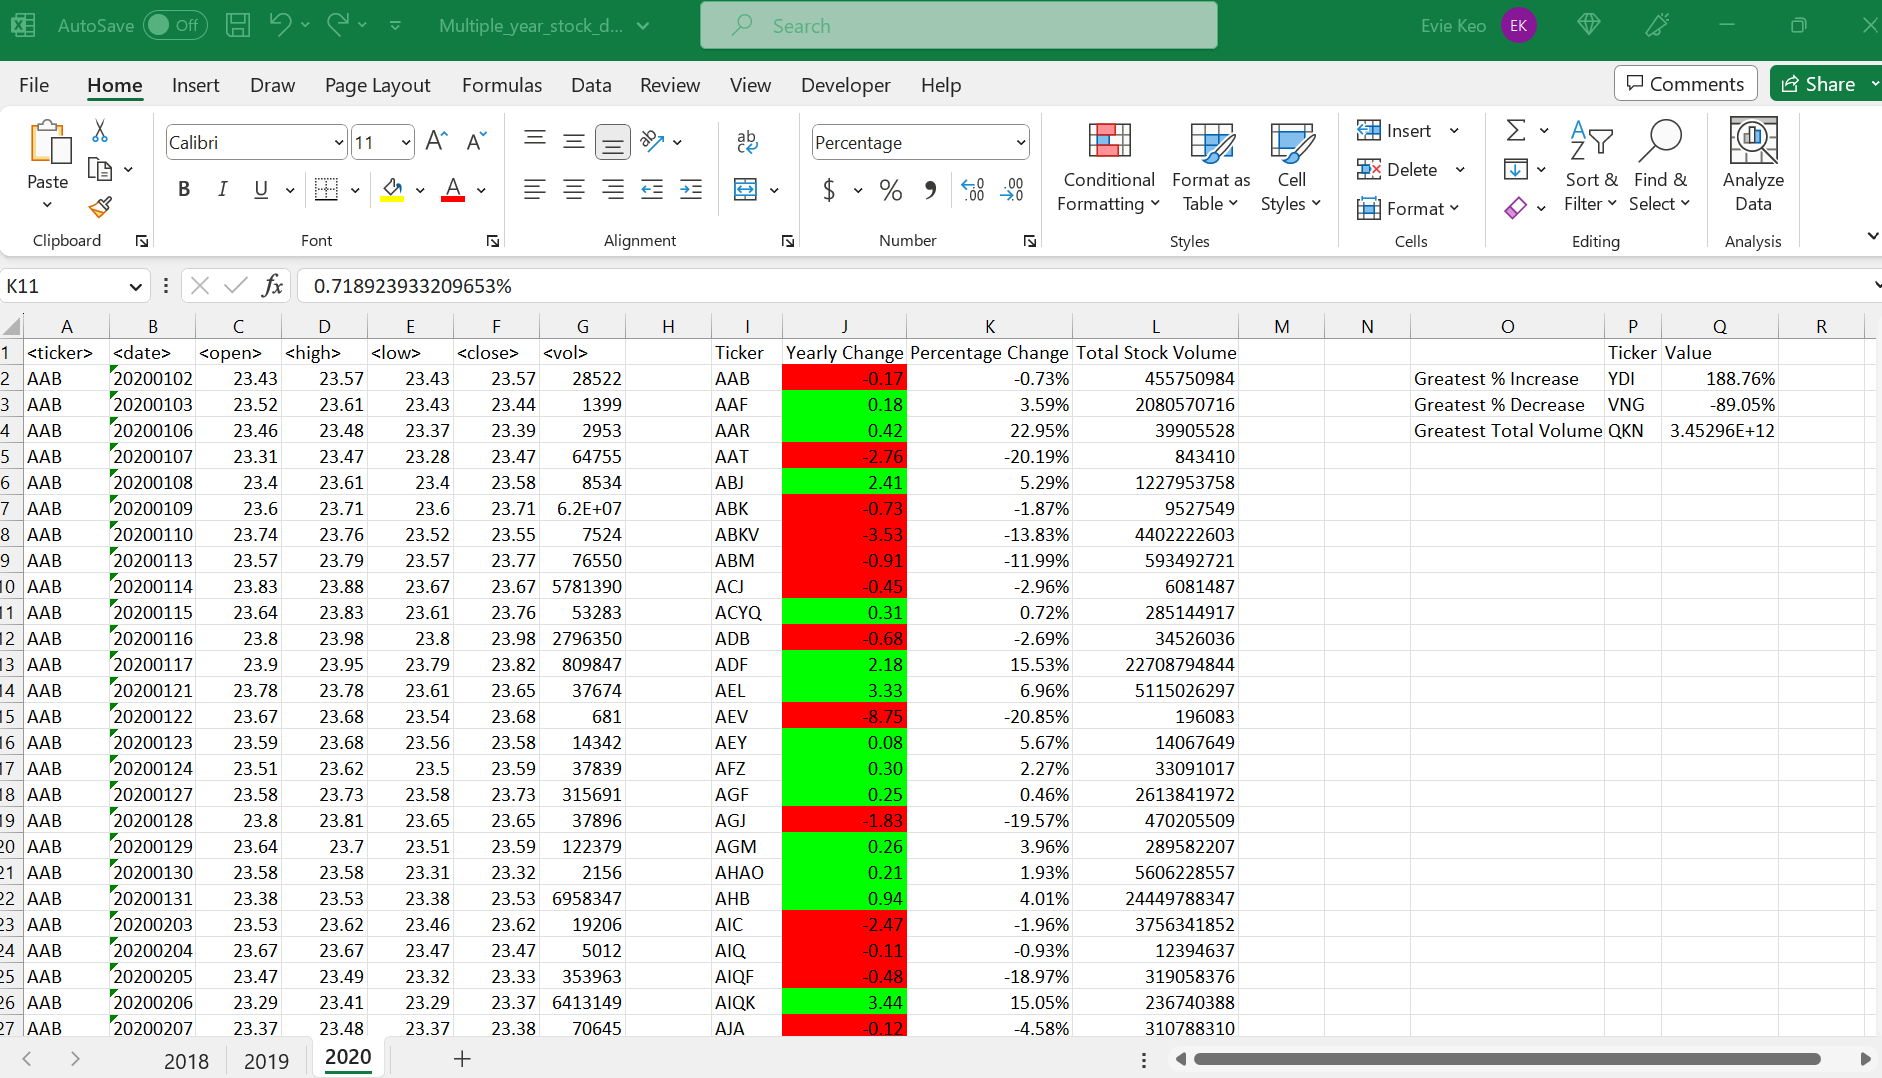 AutoSave Off Multiple_year_stock_d... Search Evie Keo EK
File Home Insert Draw Page Layout Formulas Data Review View Developer Help Comments Share
Calibri 11 Percentage Insert
Paste B I U A $ % Conditional Formatting Format as Table Cell Styles Delete Sort & Filter Find & Select Analyze Data
Format
Clipboard Font Alignment Number Styles Cells Editing Analysis
K11 fx 0.718923933209653%
A B C D E F G H I J K L M N O P Q R
1 <ticker> <date> <open> <high> <low> <close> <vol> Ticker Yearly Change Percentage Change Total Stock Volume Ticker Value
2 AAB 20200102 23.43 23.57 23.43 23.57 28522 AAB -0.17 -0.73% 455750984 Greatest % Increase YDI 188.76%
3 AAB 20200103 23.52 23.61 23.43 23.44 1399 AAF 0.18 3.59% 2080570716 Greatest % Decrease VNG -89.05%
4 AAB 20200106 23.46 23.48 23.37 23.39 2953 AAR 0.42 22.95% 39905528 Greatest Total Volume QKN 3.45296E+12
5 AAB 20200107 23.31 23.47 23.28 23.47 64755 AAT -2.76 -20.19% 843410
6 AAB 20200108 23.4 23.61 23.4 23.58 8534 ABJ 2.41 5.29% 1227953758
7 AAB 20200109 23.6 23.71 23.6 23.71 6.2E+07 ABK -0.73 -1.87% 9527549
8 AAB 20200110 23.74 23.76 23.52 23.55 7524 ABKV -3.53 -13.83% 4402222603
9 AAB 20200113 23.57 23.79 23.57 23.77 76550 ABM -0.91 -11.99% 593492721
10 AAB 20200114 23.83 23.88 23.67 23.67 5781390 ACJ -0.45 -2.96% 6081487
11 AAB 20200115 23.64 23.83 23.61 23.76 53283 ACYQ 0.31 0.72% 285144917
12 AAB 20200116 23.8 23.98 23.8 23.98 2796350 ADB -0.68 -2.69% 34526036
13 AAB 20200117 23.9 23.95 23.79 23.82 809847 ADF 2.18 15.53% 22708794844
14 AAB 20200121 23.78 23.78 23.61 23.65 37674 AEL 3.33 6.96% 5115026297
15 AAB 20200122 23.67 23.68 23.54 23.68 681 AEV -8.75 -20.85% 196083
16 AAB 20200123 23.59 23.68 23.56 23.58 14342 AEY 0.08 5.67% 14067649
17 AAB 20200124 23.51 23.62 23.5 23.59 37839 AFZ 0.30 2.27% 33091017
18 AAB 20200127 23.58 23.73 23.58 23.73 315691 AGF 0.25 0.46% 2613841972
19 AAB 20200128 23.8 23.81 23.65 23.65 37896 AGJ -1.83 -19.57% 470205509
20 AAB 20200129 23.64 23.7 23.51 23.59 122379 AGM 0.26 3.96% 289582207
21 AAB 20200130 23.58 23.58 23.31 23.32 2156 AHAO 0.21 1.93% 5606228557
22 AAB 20200131 23.38 23.53 23.38 23.53 6958347 AHB 0.94 4.01% 24449788347
23 AAB 20200203 23.53 23.62 23.46 23.62 19206 AIC -2.47 -1.96% 3756341852
24 AAB 20200204 23.67 23.67 23.47 23.47 5012 AIQ -0.11 -0.93% 12394637
25 AAB 20200205 23.47 23.49 23.32 23.33 353963 AIQF -0.48 -18.97% 319058376
26 AAB 20200206 23.29 23.41 23.29 23.37 6413149 AIQK 3.44 15.05% 236740388
27 AAB 20200207 23.37 23.48 23.37 23.38 70645 AJA -0.12 -4.58% 310788310
2018 2019 2020